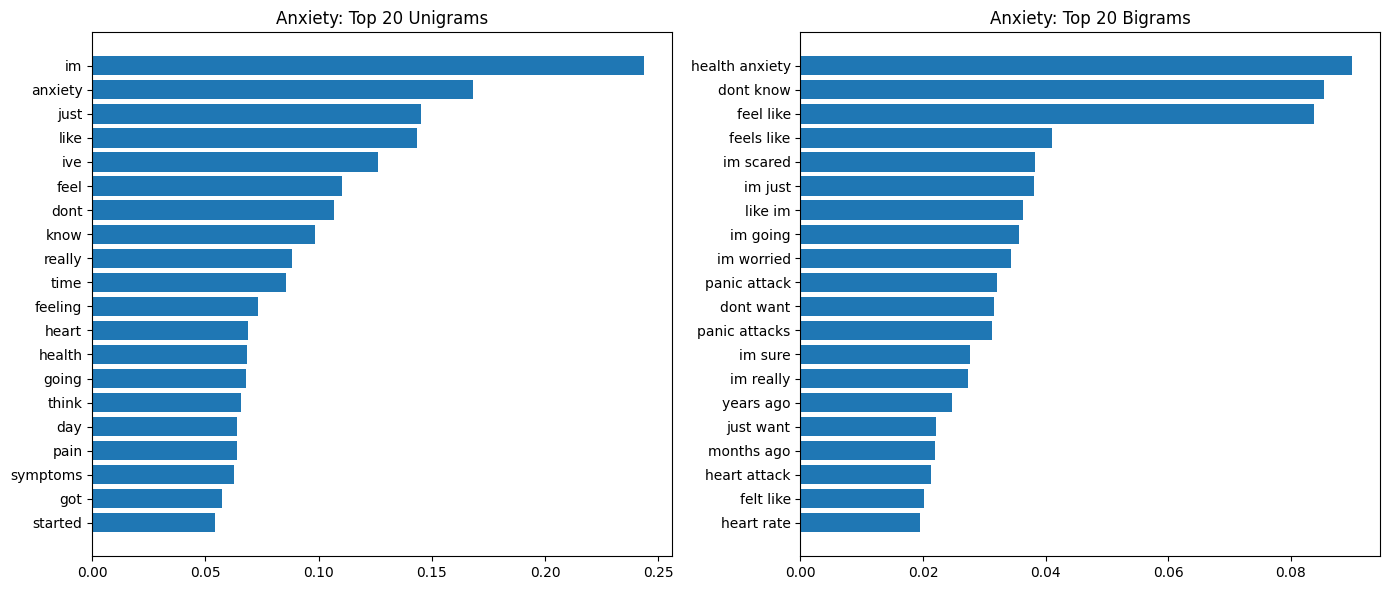 Anxiety: Top 20 Unigrams
im
anxiety
just
like
ive
feel
dont
know
really
time
feeling
heart
health
going
think
day
pain
symptoms
got
started
0.00 0.05 0.10 0.15 0.20 0.25
Anxiety: Top 20 Bigrams
health anxiety
dont know
feel like
feels like
im scared
im just
like im
im going
im worried
panic attack
dont want
panic attacks
im sure
im really
years ago
just want
months ago
heart attack
felt like
heart rate
0.00 0.02 0.04 0.06 0.08